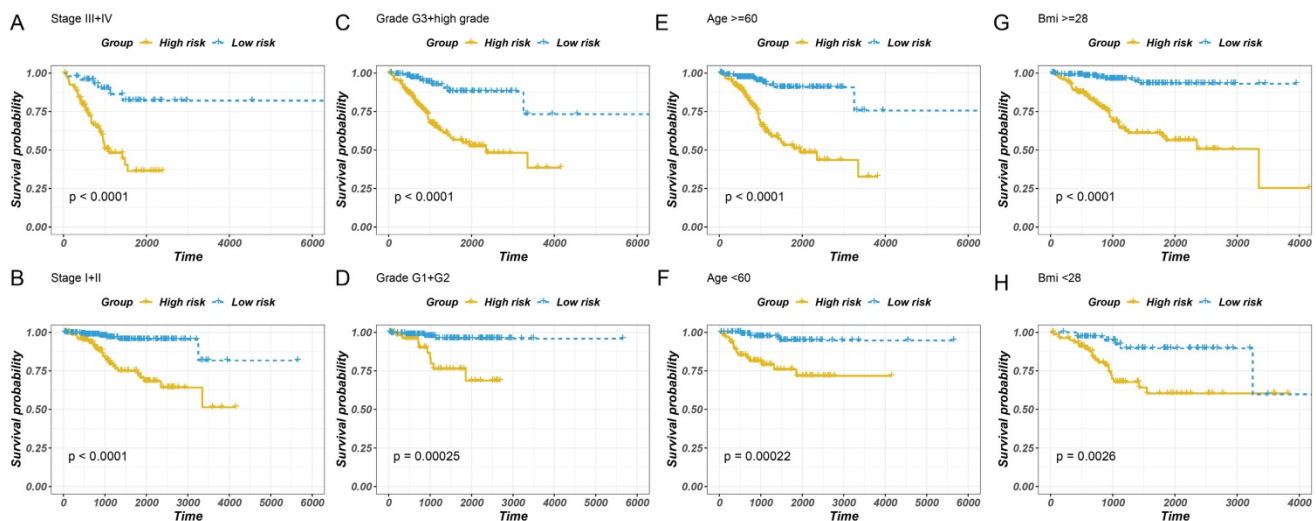 A
Stage III+IV
Group High risk Low risk
Survival probability
1.00
0.75
0.50
0.25
0.00
p < 0.0001
0 2000 4000 6000
Time
C
Grade G3+high grade
Group High risk Low risk
Survival probability
1.00
0.75
0.50
0.25
0.00
p < 0.0001
0 2000 4000 6000
Time
E
Age >=60
Group High risk Low risk
Survival probability
1.00
0.75
0.50
0.25
0.00
p < 0.0001
0 2000 4000 6000
Time
G
Bmi >=28
Group High risk Low risk
Survival probability
1.00
0.75
0.50
0.25
0.00
p < 0.0001
0 1000 2000 3000 4000
Time
B
Stage I+II
Group High risk Low risk
Survival probability
1.00
0.75
0.50
0.25
0.00
p < 0.0001
0 1000 2000 3000 4000 5000 6000
Time
D
Grade G1+G2
Group High risk Low risk
Survival probability
1.00
0.75
0.50
0.25
0.00
p = 0.00025
0 1000 2000 3000 4000 5000 6000
Time
F
Age <60
Group High risk Low risk
Survival probability
1.00
0.75
0.50
0.25
0.00
p = 0.00022
0 1000 2000 3000 4000 5000 6000
Time
H
Bmi <28
Group High risk Low risk
Survival probability
1.00
0.75
0.50
0.25
0.00
p = 0.0026
0 1000 2000 3000 4000
Time